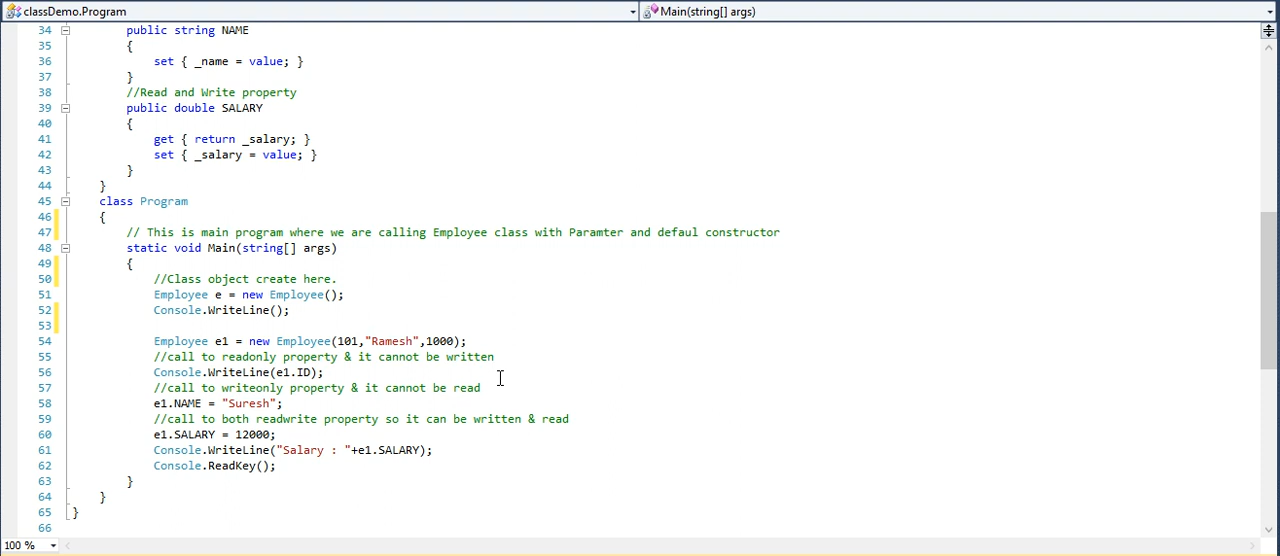 classDemo.Program
Main(string[] args)
34 public string NAME
35 {
36 set { _name = value; }
37 }
38 //Read and Write property
39 public double SALARY
40 {
41 get { return _salary; }
42 set { _salary = value; }
43 }
44 }
45 class Program
46 {
47 // This is main program where we are calling Employee class with Paramter and defaul constructor
48 static void Main(string[] args)
49 {
50 //Class object create here.
51 Employee e = new Employee();
52 Console.WriteLine();
53
54 Employee e1 = new Employee(101,"Ramesh",1000);
55 //call to readonly property & it cannot be written
56 Console.WriteLine(e1.ID);
57 //call to writeonly property & it cannot be read
58 e1.NAME = "Suresh";
59 //call to both readwrite property so it can be written & read
60 e1.SALARY = 12000;
61 Console.WriteLine("Salary : "+e1.SALARY);
62 Console.ReadKey();
63 }
64 }
65 }
66
100 %